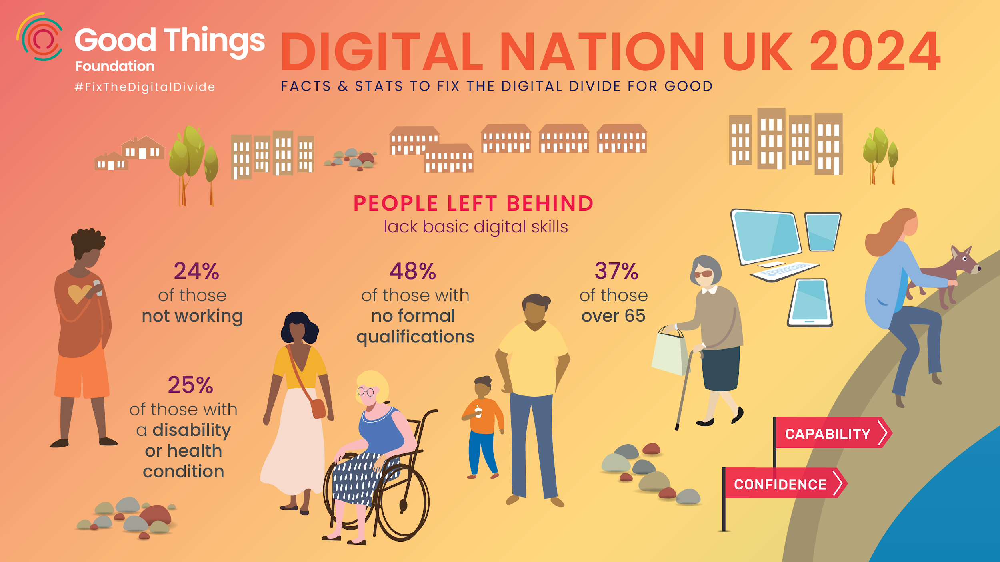 Good Things
Foundation
#FixTheDigitalDivide
DIGITAL NATION UK 2024
FACTS & STATS TO FIX THE DIGITAL DIVIDE FOR GOOD
PEOPLE LEFT BEHIND
lack basic digital skills
24%
of those
not working
48%
of those with
no formal
qualifications
37%
of those
over 65
25%
of those with
a disability
or health
condition
CAPABILITY
CONFIDENCE